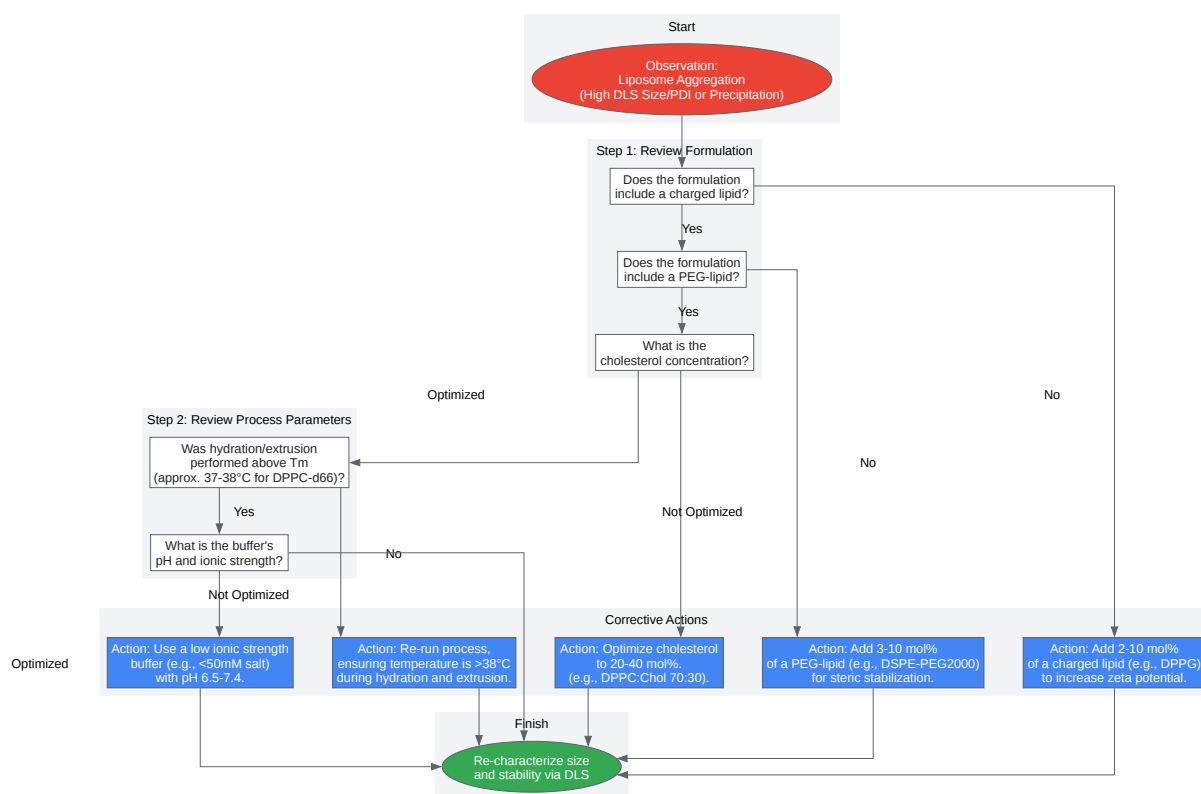 Start
Observation:
Liposome Aggregation
(High DLS Size/PDI or Precipitation)
Step 1: Review Formulation
Does the formulation
include a charged lipid?
Yes
Does the formulation
include a PEG-lipid?
Yes
What is the
cholesterol concentration?
Optimized
No
Step 2: Review Process Parameters
Was hydration/extrusion
performed above Tm
(approx. 37-38°C for DPPC-d66)?
No
Yes
Not Optimized
What is the buffer's
pH and ionic strength?
No
Not Optimized
Corrective Actions
Optimized
Action: Use a low ionic strength
buffer (e.g., <50mM salt)
with pH 6.5-7.4.
Action: Re-run process,
ensuring temperature is >38°C
during hydration and extrusion.
Action: Optimize cholesterol
to 20-40 mol%.
(e.g., DPPC:Chol 70:30).
Action: Add 3-10 mol%
of a PEG-lipid (e.g., DSPE-PEG2000)
for steric stabilization.
Action: Add 2-10 mol%
of a charged lipid (e.g., DPPG)
to increase zeta potential.
Finish
Re-characterize size
and stability via DLS